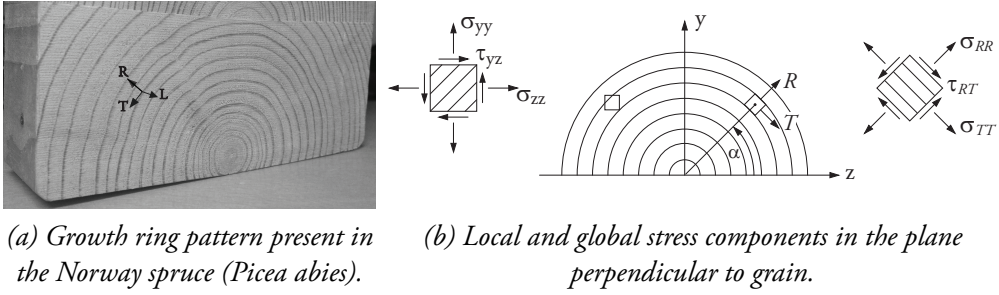 R
L
T
σyy
τyz
σzz
y
R
T
α
z
σRR
τRT
σTT
(a) Growth ring pattern present in
the Norway spruce (Picea abies).
(b) Local and global stress components in the plane
perpendicular to grain.